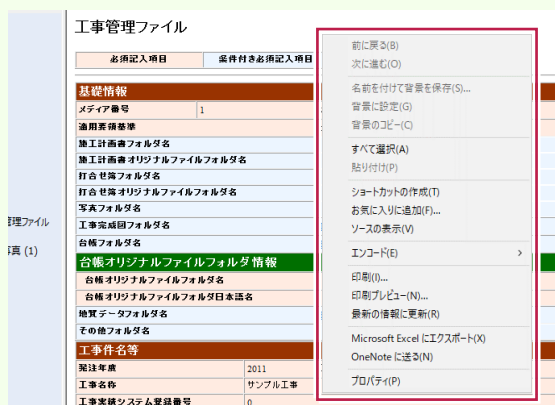 工事管理ファイル
必須記入項目
条件付き必須記入項目
基礎情報
メディア番号
1
適用要領基準
施工計画書フォルダ名
施工計画書オリジナルファイルフォルダ名
打合せ簿フォルダ名
打合せ簿オリジナルファイルフォルダ名
写真フォルダ名
工事完成図フォルダ名
台帳フォルダ名
台帳オリジナルファイルフォルダ情報
台帳オリジナルファイルフォルダ名
台帳オリジナルファイルフォルダ日本語名
地質データフォルダ名
その他フォルダ名
工事件名等
発注年度
2011
工事名称
サンプル工事
工事実績システム登録番号
0
管理ファイル
写真 (1)
前に戻る(B)
次に進む(O)
名前を付けて背景を保存(S)...
背景に設定(G)
背景のコピー(C)
すべて選択(A)
貼り付け(P)
ショートカットの作成(T)
お気に入りに追加(F)...
ソースの表示(V)
エンコード(E)
印刷(I)...
印刷プレビュー(N)...
最新の情報に更新(R)
Microsoft Excel にエクスポート(X)
OneNote に送る(N)
プロパティ(P)